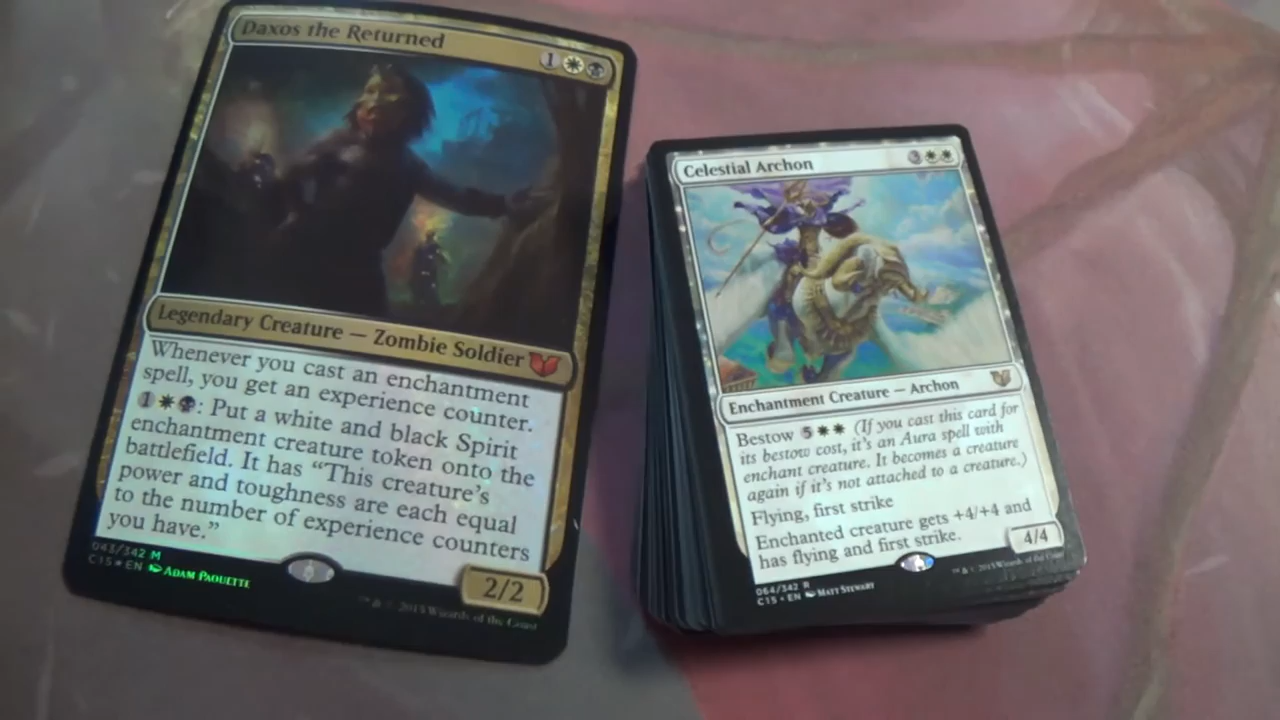 Daxos the Returned
1
Legendary Creature — Zombie Soldier
Whenever you cast an enchantment
spell, you get an experience counter.
1 : Put a white and black Spirit
enchantment creature token onto the
battlefield. It has “This creature's
power and toughness are each equal
to the number of experience counters
you have.”
2/2
043/342 M
C15 ★ EN Adam Paquette
™ & © 2015 Wizards of the Coast
Celestial Archon
3
Enchantment Creature — Archon
Bestow 5 (If you cast this card for
its bestow cost, it's an Aura spell with
enchant creature. It becomes a creature
again if it's not attached to a creature.)
Flying, first strike
Enchanted creature gets +4/+4 and
has flying and first strike.
4/4
064/342 R
C15 • EN Matt Stewart
™ & © 2015 Wizards of the Coast